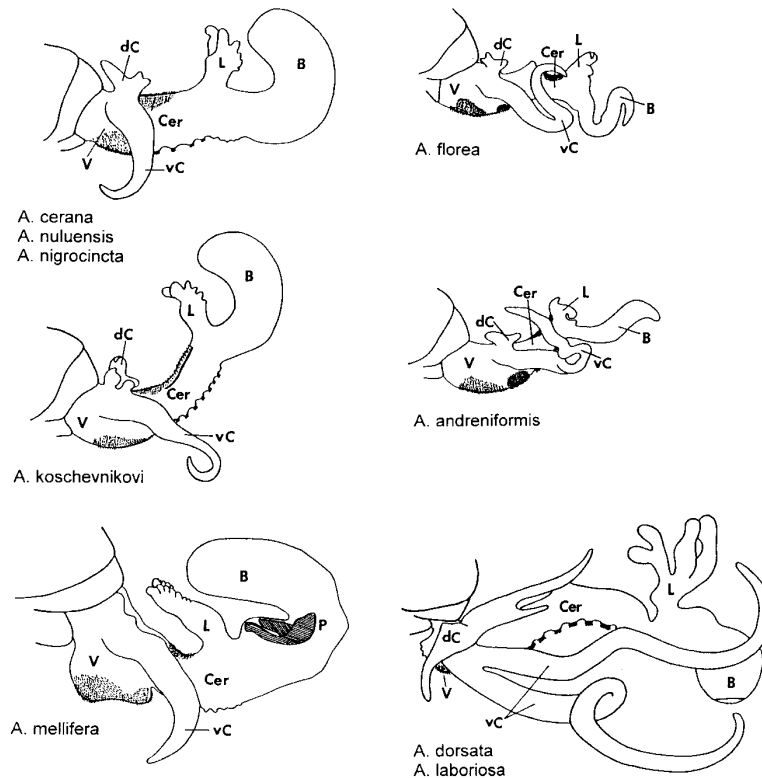 dC
L
B
Cer
V
vC
A. cerana
A. nuluensis
A. nigrocincta
dC
Cer
L
V
B
vC
A. florea
B
L
dC
Cer
V
vC
A. koschevnikovi
L
Cer
dC
B
V
vC
A. andreniformis
B
L
P
V
Cer
vC
A. mellifera
L
Cer
dC
V
B
vC
A. dorsata
A. laboriosa